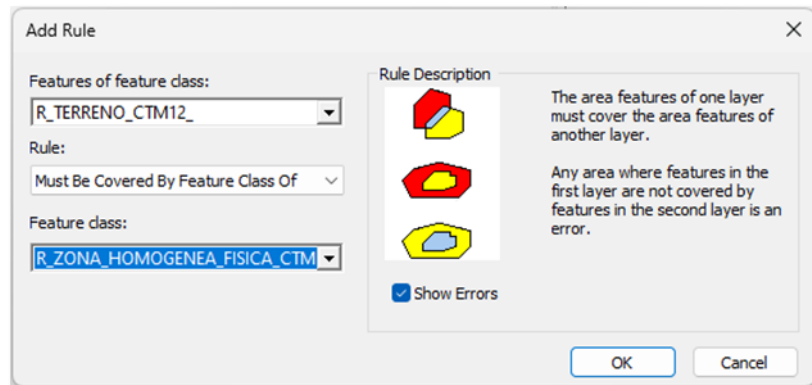 Add Rule
Features of feature class:
R_TERRENO_CTM12_
Rule:
Must Be Covered By Feature Class Of
Feature class:
R_ZONA_HOMOGENEA_FISICA_CTM
Rule Description
The area features of one layer
must cover the area features of
another layer.
Any area where features in the
first layer are not covered by
features in the second layer is an
error.
Show Errors
OK
Cancel